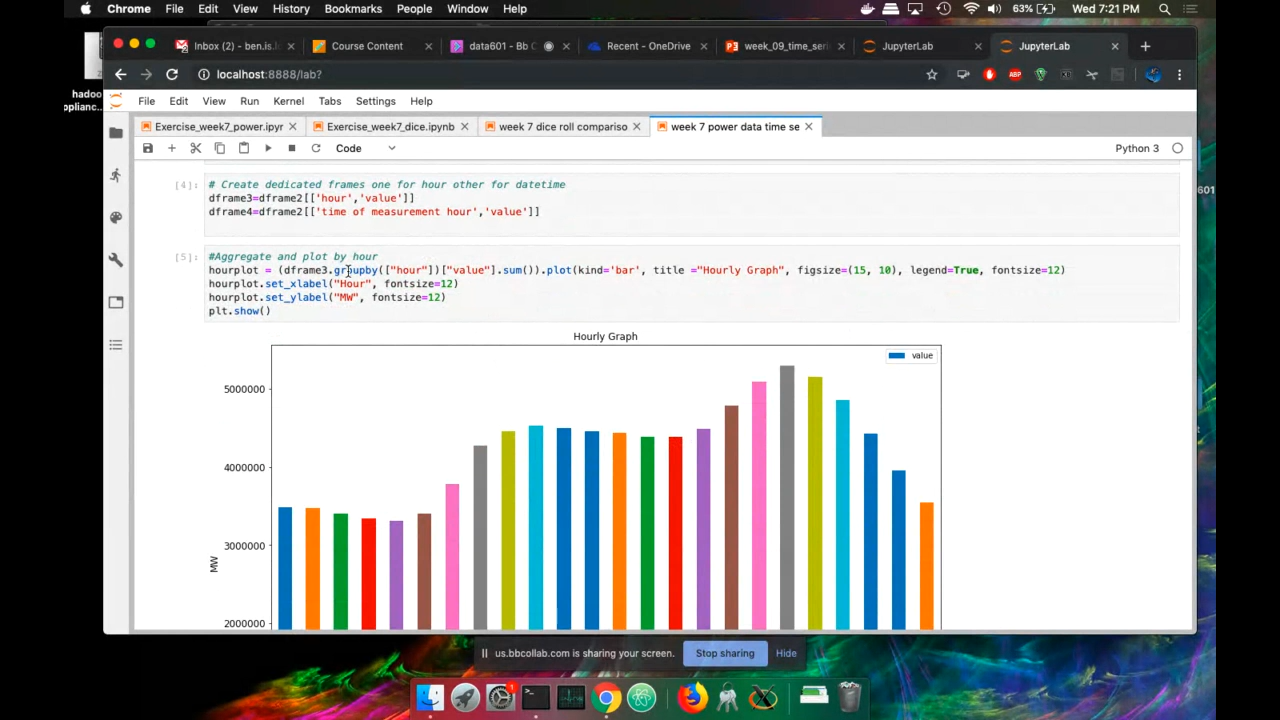 Chrome File Edit View History Bookmarks People Window Help 63% Wed 7:21 PM
hadoo
pplianc...
Inbox (2) - ben.is.l
Course Content
data601 - Bb C
Recent - OneDrive
week_09_time_seri
JupyterLab
JupyterLab
localhost:8888/lab?
ABP
File Edit View Run Kernel Tabs Settings Help
Exercise_week7_power.ipyr
Exercise_week7_dice.ipynb
week 7 dice roll compariso
week 7 power data time se
Code
Python 3
601
[4]:
# Create dedicated frames one for hour other for datetime
dframe3=dframe2[['hour','value']]
dframe4=dframe2[['time of measurement hour','value']]
[5]:
#Aggregate and plot by hour
hourplot = (dframe3.groupby(["hour"])["value"].sum()).plot(kind='bar', title ="Hourly Graph", figsize=(15, 10), legend=True, fontsize=12)
hourplot.set_xlabel("Hour", fontsize=12)
hourplot.set_ylabel("MW", fontsize=12)
plt.show()
Hourly Graph
value
5000000
4000000
3000000
2000000
MW
us.bbcollab.com is sharing your screen.
Stop sharing
Hide
1